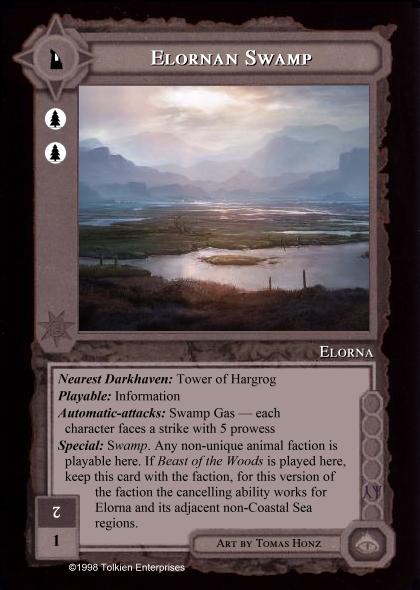 ELORNAN SWAMP
ELORNA
Nearest Darkhaven: Tower of Hargrog
Playable: Information
Automatic-attacks: Swamp Gas — each
character faces a strike with 5 prowess
Special: Swamp. Any non-unique animal faction is
playable here. If Beast of the Woods is played here,
keep this card with the faction, for this version of
the faction the cancelling ability works for
Elorna and its adjacent non-Coastal Sea
regions.
2
1
ART BY TOMAS HONZ
©1998 Tolkien Enterprises